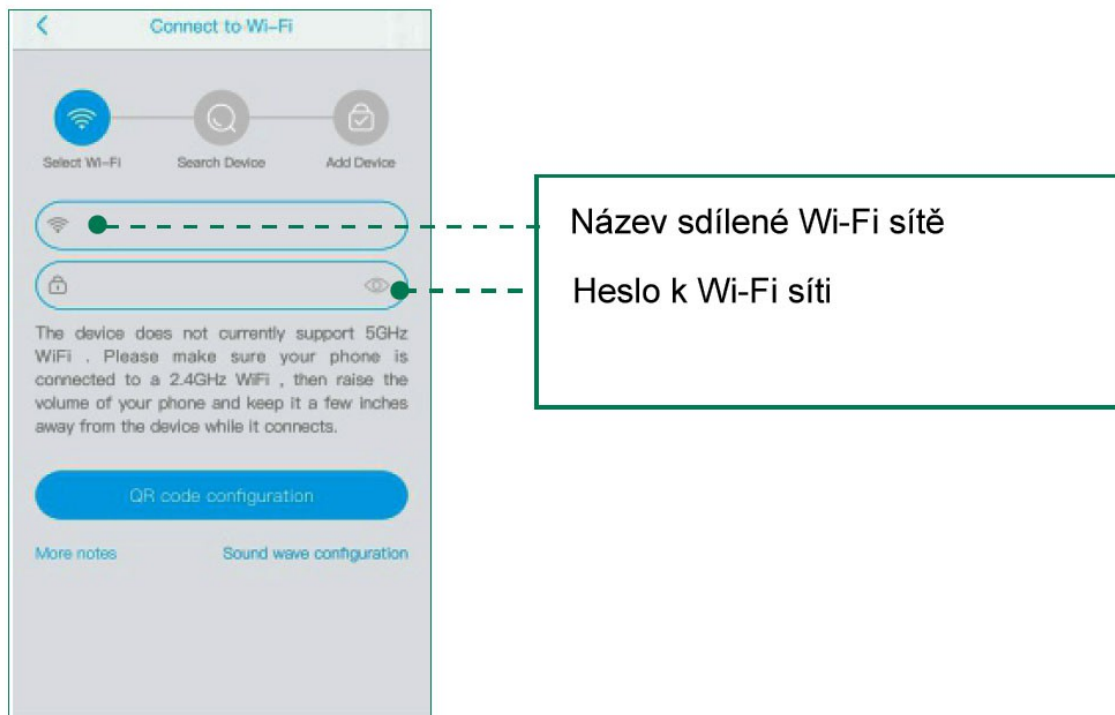 Connect to Wi-Fi
Select Wi-Fi Search Device Add Device
Název sdílené Wi-Fi sítě
Heslo k Wi-Fi síti
The device does not currently support 5GHz
WiFi . Please make sure your phone is
connected to a 2.4GHz WiFi , then raise the
volume of your phone and keep it a few inches
away from the device while it connects.
QR code configuration
More notes Sound wave configuration